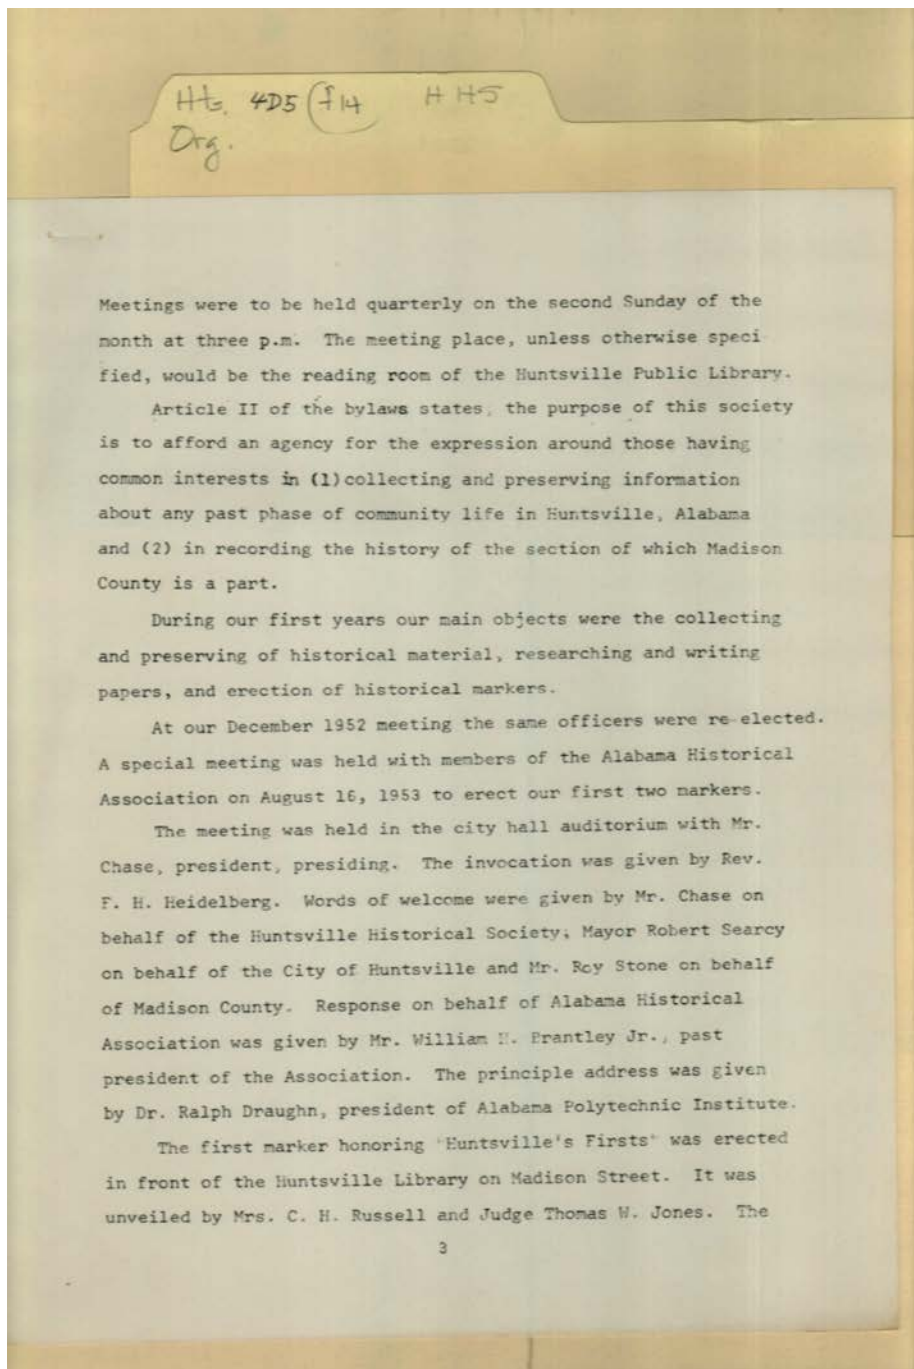 Hts. 4D5 (f14 HHS
Org.
Meetings were to be held quarterly on the second Sunday of the
month at three p.m. The meeting place, unless otherwise speci
fied, would be the reading room of the Huntsville Public Library.
Article II of the bylaws states, the purpose of this society
is to afford an agency for the expression around those having
common interests in (1)collecting and preserving information
about any past phase of community life in Huntsville, Alabama
and (2) in recording the history of the section of which Madison
County is a part.
During our first years our main objects were the collecting
and preserving of historical material, researching and writing
papers, and erection of historical markers.
At our December 1952 meeting the same officers were re-elected.
A special meeting was held with members of the Alabama Historical
Association on August 16, 1953 to erect our first two markers.
The meeting was held in the city hall auditorium with Mr.
Chase, president, presiding. The invocation was given by Rev.
F. H. Heidelberg. Words of welcome were given by Mr. Chase on
behalf of the Huntsville Historical Society, Mayor Robert Searcy
on behalf of the City of Huntsville and Mr. Roy Stone on behalf
of Madison County. Response on behalf of Alabama Historical
Association was given by Mr. William H. Brantley Jr., past
president of the Association. The principle address was given
by Dr. Ralph Draughn, president of Alabama Polytechnic Institute.
The first marker honoring "Huntsville's Firsts" was erected
in front of the Huntsville Library on Madison Street. It was
unveiled by Mrs. C. H. Russell and Judge Thomas W. Jones. The
3